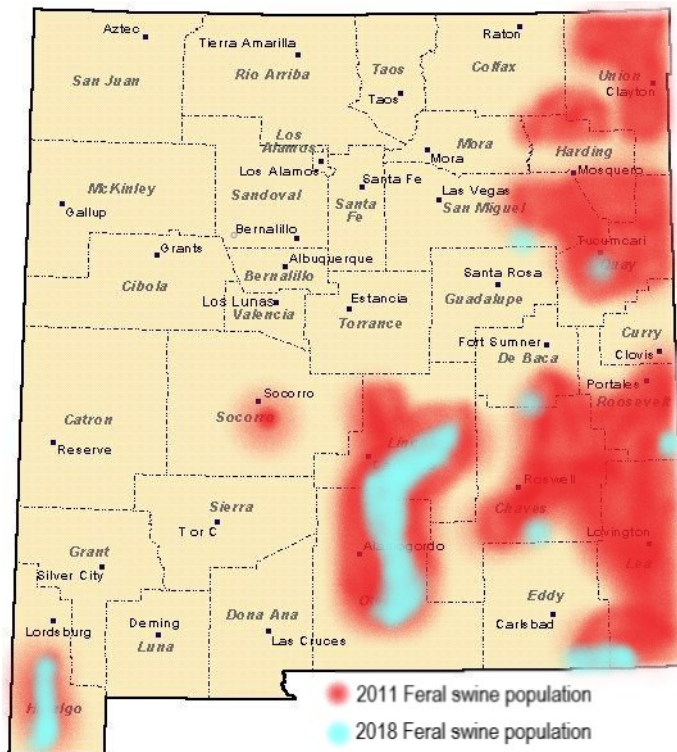 Aztec
San Juan
Tierra Amarilla
Rio Arriba
Taos
Taos
Raton
Colfax
Union
Clayton
Los
Alamos
Los Alamos
Mora
Mora
Harding
Mosquero
McKinley
Gallup
Sandoval
Santa Fe
Santa
Fe
Las Vegas
San Miguel
Bernalillo
Grants
Cibola
Albuquerque
Bernalillo
Tucumcari
Quay
Santa Rosa
Guadalupe
Los Lunas
Valencia
Estancia
Torrance
Fort Sumner
De Baca
Curry
Clovis
Portales
Roosevelt
Socorro
Socorro
Catron
Reserve
Roswell
Chaves
Sierra
T or C
Alamogordo
Lovington
Lea
Grant
Silver City
Lordsburg
Deming
Luna
Dona Ana
Las Cruces
Eddy
Carlsbad
Hidalgo
2011 Feral swine population
2018 Feral swine population